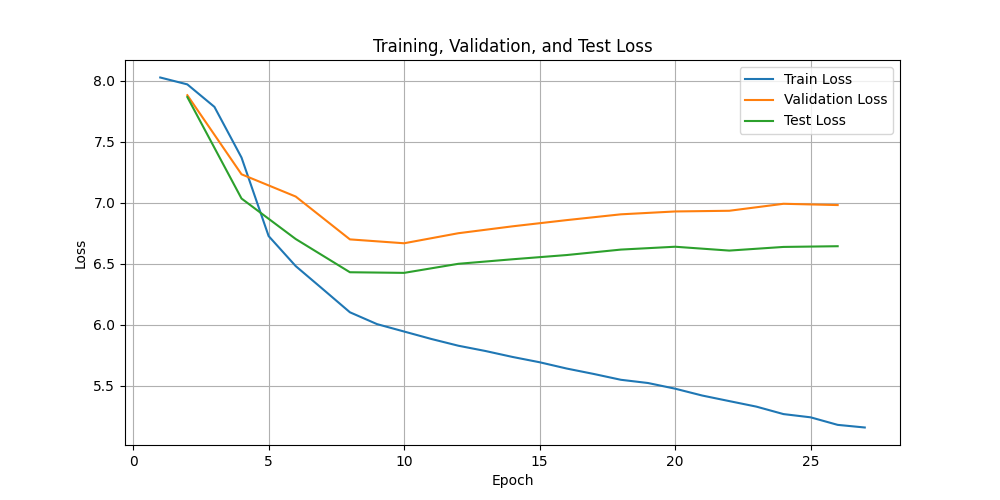 Training, Validation, and Test Loss
Train Loss
Validation Loss
Test Loss
8.0
7.5
7.0
6.5
6.0
5.5
Loss
0
5
10
15
20
25
Epoch